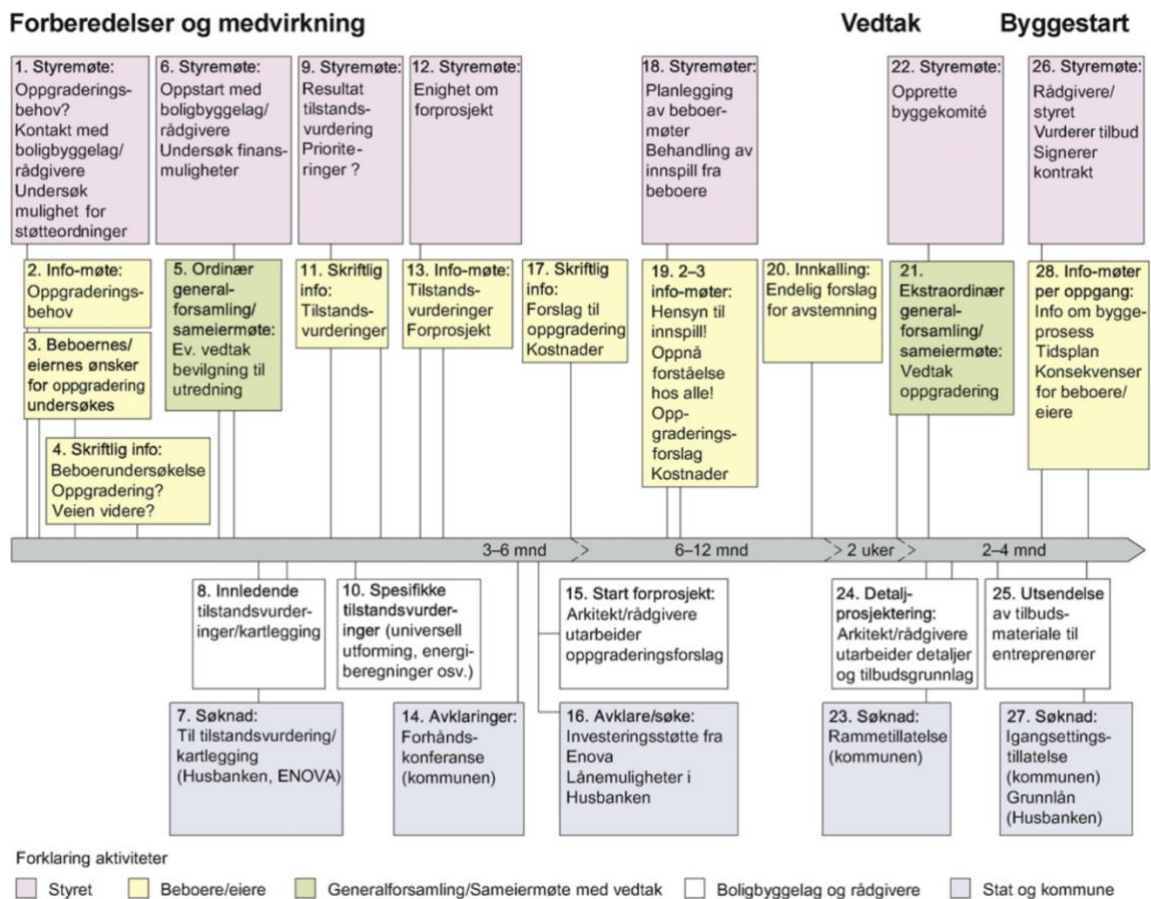 Forberedelser og medvirkning
Vedtak
Byggestart
1. Styremøte:
Oppgraderings-
behov?
Kontakt med
boligbyggelag/
rådgivere
Undersøk
mulighet for
støtteordninger
6. Styremøte:
Oppstart med
boligbyggelag/
rådgivere
Undersøk finans-
muligheter
9. Styremøte:
Resultat
tilstands-
vurdering
Priorite-
ringer ?
12. Styremøte:
Enighet om
forprosjekt
18. Styremøter:
Planlegging
av beboer-
møter
Behandling av
innspill fra
beboere
22. Styremøte:
Opprette
byggekomité
26. Styremøte:
Rådgivere/
styret
Vurderer tilbud
Signerer
kontrakt
2. Info-møte:
Oppgraderings-
behov
3. Beboernes/
eiernes ønsker
for oppgradering
undersøkes
4. Skriftlig info:
Beboerundersøkelse
Oppgradering?
Veien videre?
5. Ordinær
general-
forsamling/
sameiermøte:
Ev. vedtak
bevilgning til
utredning
11. Skriftlig
info:
Tilstands-
vurderinger
13. Info-møte:
Tilstands-
vurderinger
Forprosjekt
17. Skriftlig
info:
Forslag til
oppgradering
Kostnader
19. 2–3
info-møter:
Hensyn til
innspill!
Oppnå
forståelse
hos alle!
Opp-
graderings-
forslag
Kostnader
20. Innkalling:
Endelig forslag
for avstemning
21.
Ekstraordinær
general-
forsamling/
sameiermøte:
Vedtak
oppgradering
28. Info-møter
per oppgang:
Info om bygge-
prosess
Tidsplan
Konsekvenser
for beboere/
eiere
3–6 mnd
6–12 mnd
2 uker
2–4 mnd
8. Innledende
tilstandsvurder-
inger/kartlegging
10. Spesifikke
tilstandsvurder-
inger (universell
utforming, energi-
beregninger osv.)
15. Start forprosjekt:
Arkitekt/rådgivere
utarbeider
oppgraderingsforslag
24. Detalj-
prosjektering:
Arkitekt/rådgivere
utarbeider detaljer
og tilbudsgrunnlag
25. Utsendelse
av tilbuds-
materiale til
entreprenører
7. Søknad:
Til tilstandsvurdering/
kartlegging
(Husbanken, ENOVA)
14. Avklaringer:
Forhånds-
konferanse
(kommunen)
16. Avklare/søke:
Investeringsstøtte fra
Enova
Lånemuligheter i
Husbanken
23. Søknad:
Rammetillatelse
(kommunen)
27. Søknad:
Igangsettings-
tillatelse
(kommunen)
Grunnlån
(Husbanken)
Forklaring aktiviteter
Styret
Beboere/eiere
Generalforsamling/Sameiermøte med vedtak
Boligbyggelag og rådgivere
Stat og kommune